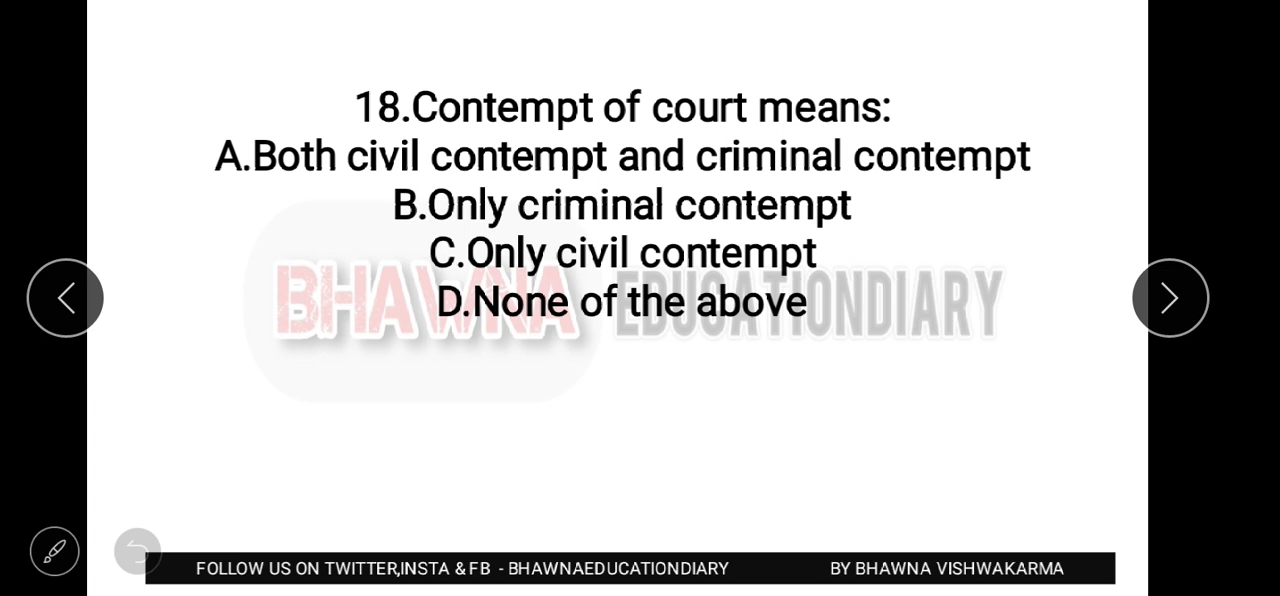 18.Contempt of court means:
A.Both civil contempt and criminal contempt
B.Only criminal contempt
C.Only civil contempt
D.None of the above
BHAWNA EDUCATIONDIARY
FOLLOW US ON TWITTER,INSTA & FB - BHAWNAEDUCATIONDIARY BY BHAWNA VISHWAKARMA